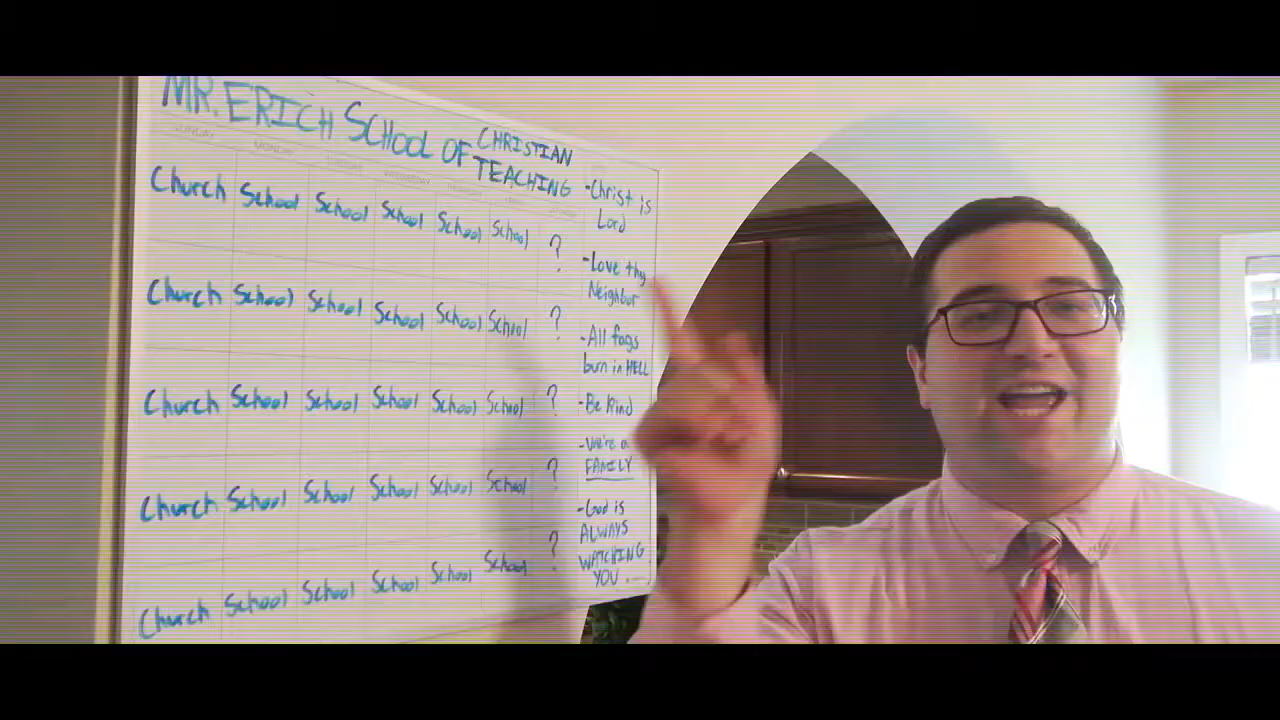 MR. ERICH SCHOOL OF CHRISTIAN TEACHING
SUNDAY MONDAY
Church School School School School School ?
Church School School School School School ?
Church School School School School School ?
Church School School School School School ?
Church School School School School School ?
-Christ is
Lord
-Love thy
Neighbor
-All fags
burn in HELL
-Be Kind
-We're a
FAMILY
-God is
ALWAYS
WATCHING
YOU....